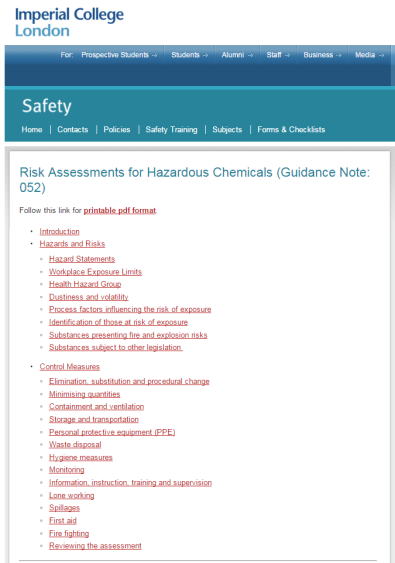 Imperial College
London
For: Prospective Students → Students → Alumni → Staff → Business → Media →
Safety
Home | Contacts | Policies | Safety Training | Subjects | Forms & Checklists
Risk Assessments for Hazardous Chemicals (Guidance Note:
052)
Follow this link for printable pdf format.
• Introduction
• Hazards and Risks
Hazard Statements
Workplace Exposure Limits
Health Hazard Group
Dustiness and volatility
Process factors influencing the risk of exposure
Identification of those at risk of exposure
Substances presenting fire and explosion risks
Substances subject to other legislation
• Control Measures
Elimination, substitution and procedural change
Minimising quantities
Containment and ventilation
Storage and transportation
Personal protective equipment (PPE)
Waste disposal
Hygiene measures
Monitoring
Information, instruction, training and supervision
Lone working
Spillages
First aid
Fire fighting
Reviewing the assessment